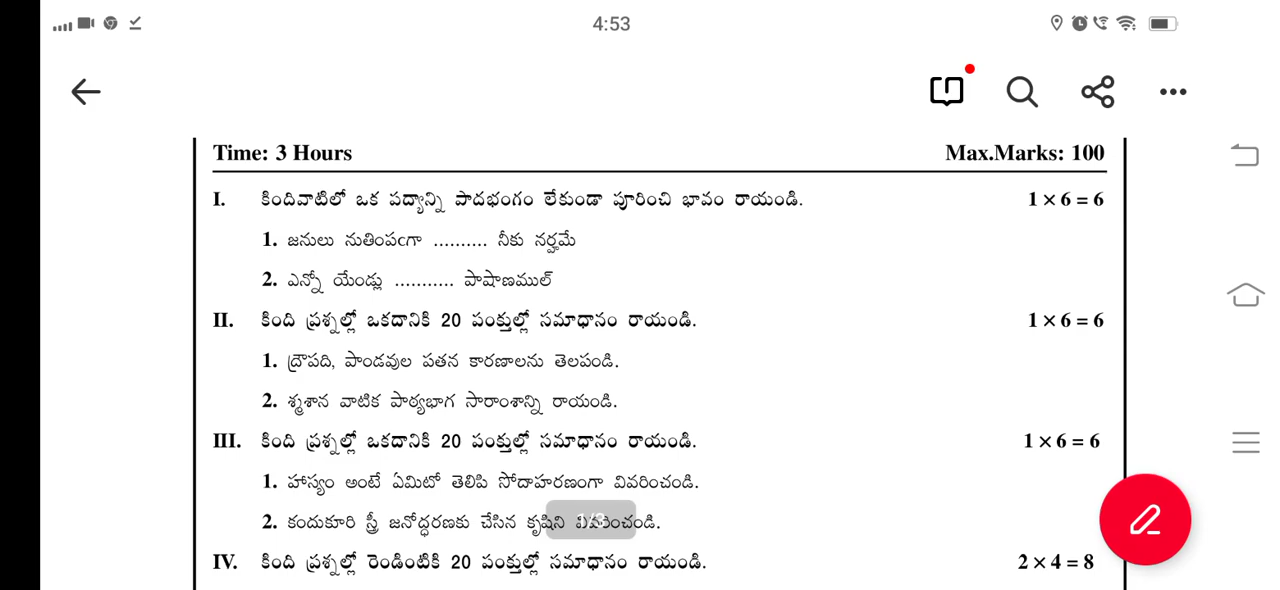 4:53
Time: 3 Hours Max.Marks: 100
I. కిందివాటిలో ఒక పద్యాన్ని పాదభంగం లేకుండా పూరించి భావం రాయండి. 1 × 6 = 6
1. జనులు నుతింపఁగా .......... నీకు నర్హమే
2. ఎన్నో యేండ్లు ........... పాషాణముల్
II. కింది ప్రశ్నల్లో ఒకదానికి 20 పంక్తుల్లో సమాధానం రాయండి. 1 × 6 = 6
1. ద్రౌపది, పాండవుల పతన కారణాలను తెలపండి.
2. శ్మశాన వాటిక పాఠ్యభాగ సారాంశాన్ని రాయండి.
III. కింది ప్రశ్నల్లో ఒకదానికి 20 పంక్తుల్లో సమాధానం రాయండి. 1 × 6 = 6
1. హాస్యం అంటే ఏమిటో తెలిపి సోదాహరణంగా వివరించండి.
2. కందుకూరి స్త్రీ జనోద్ధరణకు చేసిన కృషిని వివరించండి.
1/3
IV. కింది ప్రశ్నల్లో రెండింటికి 20 పంక్తుల్లో సమాధానం రాయండి. 2 × 4 = 8